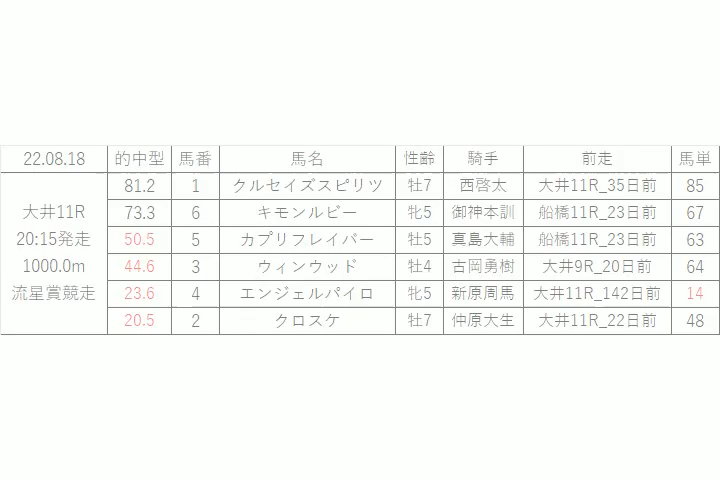 22.08.18 的中型 馬番 馬名 性齢 騎手 前走 馬単
81.2 1 クルセイズスピリツ 牡7 西啓太 大井11R_35日前 85
大井11R 73.3 6 キモンルビー 牝5 御神本訓 船橋11R_23日前 67
20:15発走 50.5 5 カプリフレイバー 牡5 真島大輔 船橋11R_23日前 63
1000.0m 44.6 3 ウィンウッド 牡4 古岡勇樹 大井9R_20日前 64
流星賞競走 23.6 4 エンジェルパイロ 牝5 新原周馬 大井11R_142日前 14
20.5 2 クロスケ 牡7 仲原大生 大井11R_22日前 48